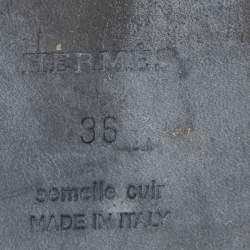 HERMÈS
36
semelle cuir
MADE IN ITALY